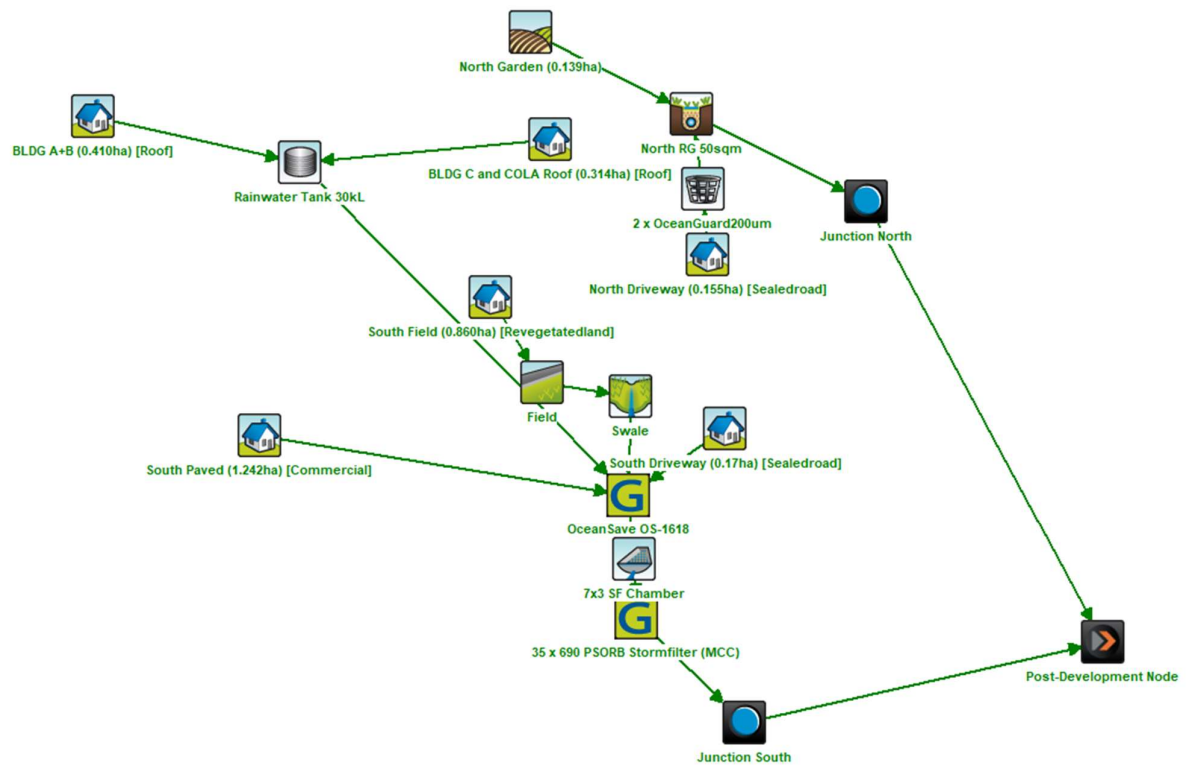 North Garden (0.139ha)
BLDG A+B (0.410ha) [Roof]
North RG 50sqm
BLDG C and COLA Roof (0.314ha) [Roof]
Rainwater Tank 30kL
2 x OceanGuard200um
Junction North
North Driveway (0.155ha) [Sealedroad]
South Field (0.860ha) [Revegetatedland]
Field
Swale
South Driveway (0.17ha) [Sealedroad]
South Paved (1.242ha) [Commercial]
G
OceanSave OS-1618
7x3 SF Chamber
G
35 x 690 PSORB Stormfilter (MCC)
Post-Development Node
Junction South